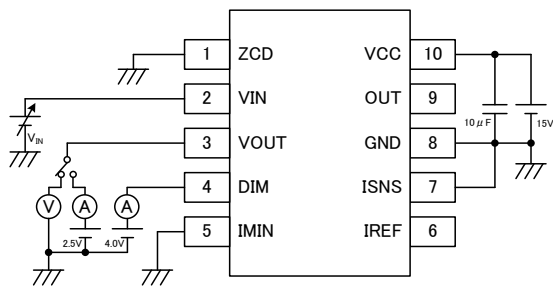 1 ZCD VCC 10
2 VIN OUT 9
3 VOUT GND 8
4 DIM ISNS 7
5 IMIN IREF 6
VIN
10μF
15V
V A A
2.5V 4.0V